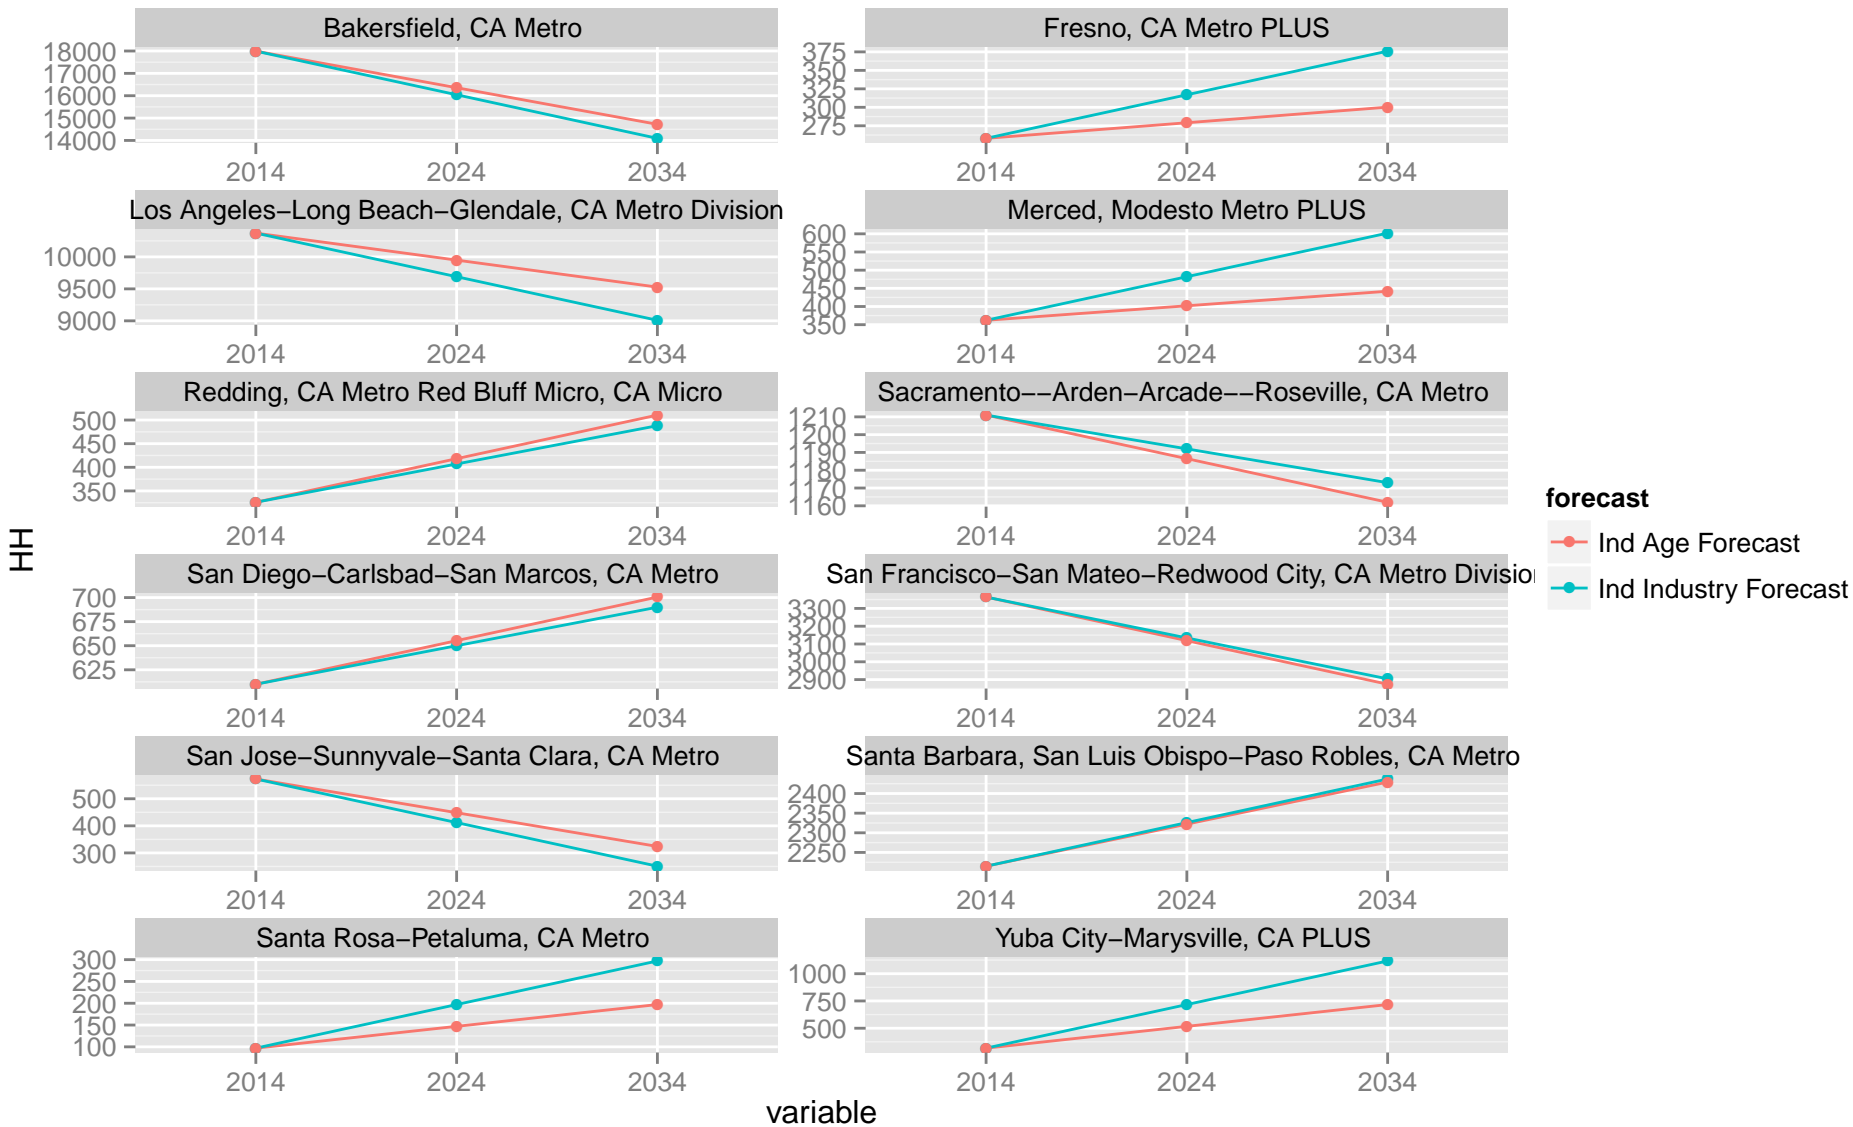 Bakersfield, CA Metro
18000
17000
16000
15000
14000
2014 2024 2034
Fresno, CA Metro PLUS
375
350
325
300
275
2014 2024 2034
Los Angeles−Long Beach−Glendale, CA Metro Division
10000
9500
9000
2014 2024 2034
Merced, Modesto Metro PLUS
600
550
500
450
400
350
2014 2024 2034
Redding, CA Metro Red Bluff Micro, CA Micro
500
450
400
350
2014 2024 2034
Sacramento−−Arden−Arcade−−Roseville, CA Metro
1210
1200
1190
1180
1170
1160
2014 2024 2034
San Diego−Carlsbad−San Marcos, CA Metro
700
675
650
625
2014 2024 2034
San Francisco−San Mateo−Redwood City, CA Metro Division
3300
3200
3100
3000
2900
2014 2024 2034
San Jose−Sunnyvale−Santa Clara, CA Metro
500
400
300
2014 2024 2034
Santa Barbara, San Luis Obispo−Paso Robles, CA Metro
2400
2350
2300
2250
2014 2024 2034
Santa Rosa−Petaluma, CA Metro
300
250
200
150
100
2014 2024 2034
Yuba City−Marysville, CA PLUS
1000
750
500
2014 2024 2034
HH
variable
forecast
Ind Age Forecast
Ind Industry Forecast